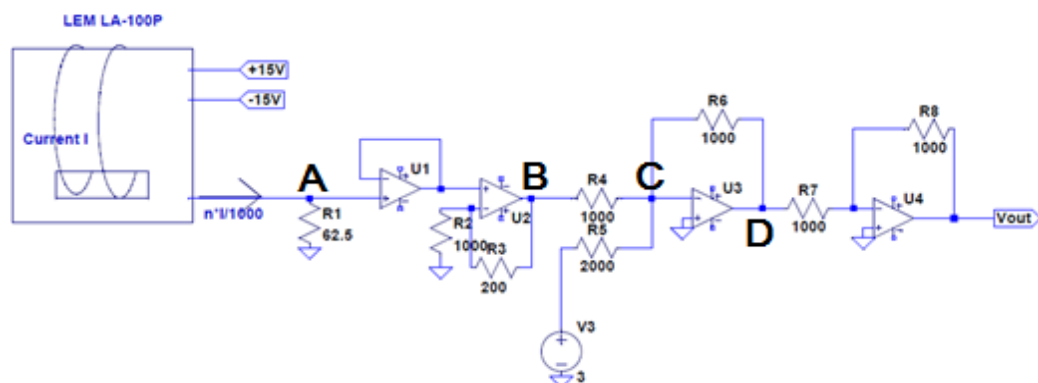 LEM LA-100P
+15V
-15V
Current I
n*I/1000
A
R1
62.5
U1
R2
1000
R3
200
U2
B
R4
1000
R5
2000
C
V3
3
R6
1000
U3
D
R7
1000
R8
1000
U4
Vout